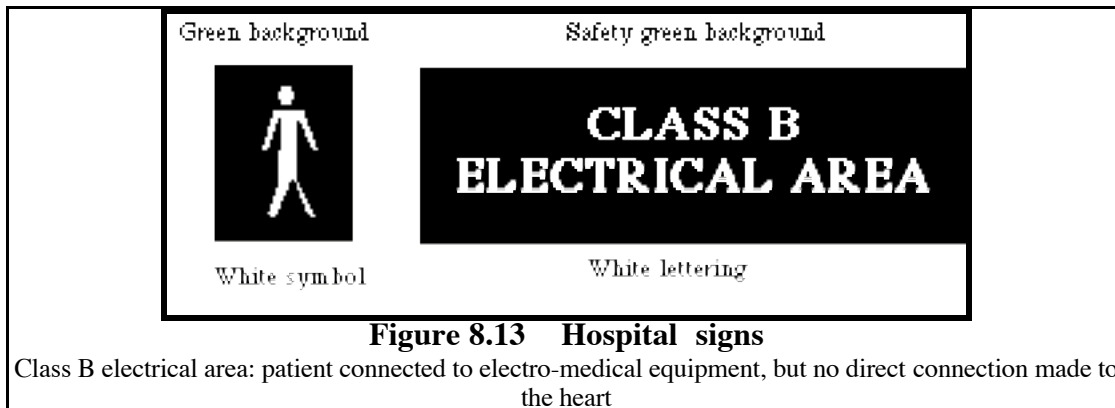 Green background
Safety green background
CLASS B
ELECTRICAL AREA
White symbol
White lettering
Figure 8.13 Hospital signs
Class B electrical area: patient connected to electro-medical equipment, but no direct connection made to
the heart